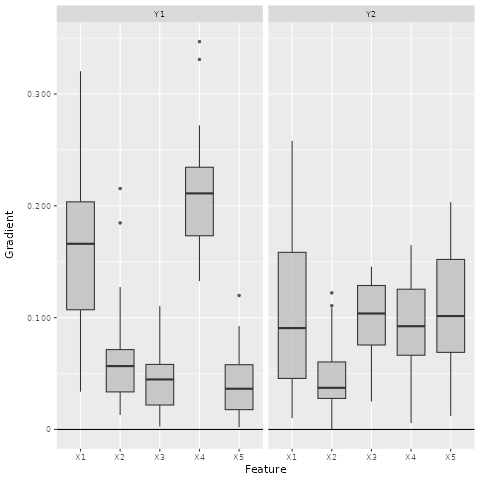 Y1 Y2
Gradient
0.300
0.200
0.100
0
X1 X2 X3 X4 X5 X1 X2 X3 X4 X5
Feature